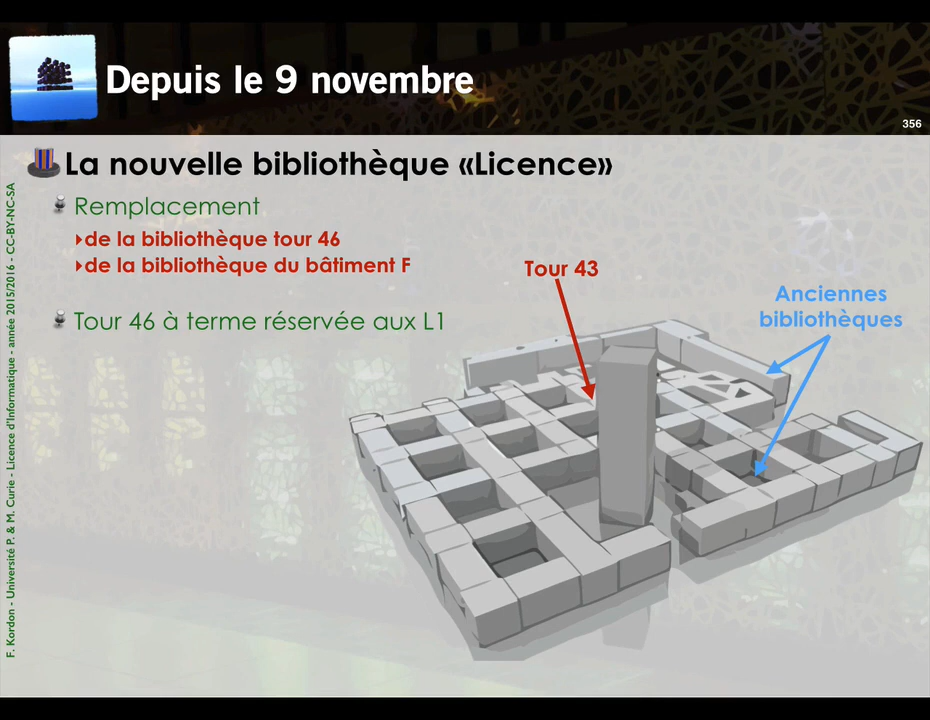 Depuis le 9 novembre
356
La nouvelle bibliothèque «Licence»
Remplacement
de la bibliothèque tour 46
de la bibliothèque du bâtiment F
Tour 46 à terme réservée aux L1
Tour 43
Anciennes
bibliothèques
F. Kordon - Université P. & M. Curie - Licence d'Informatique - année 2015/2016 - CC-BY-NC-SA